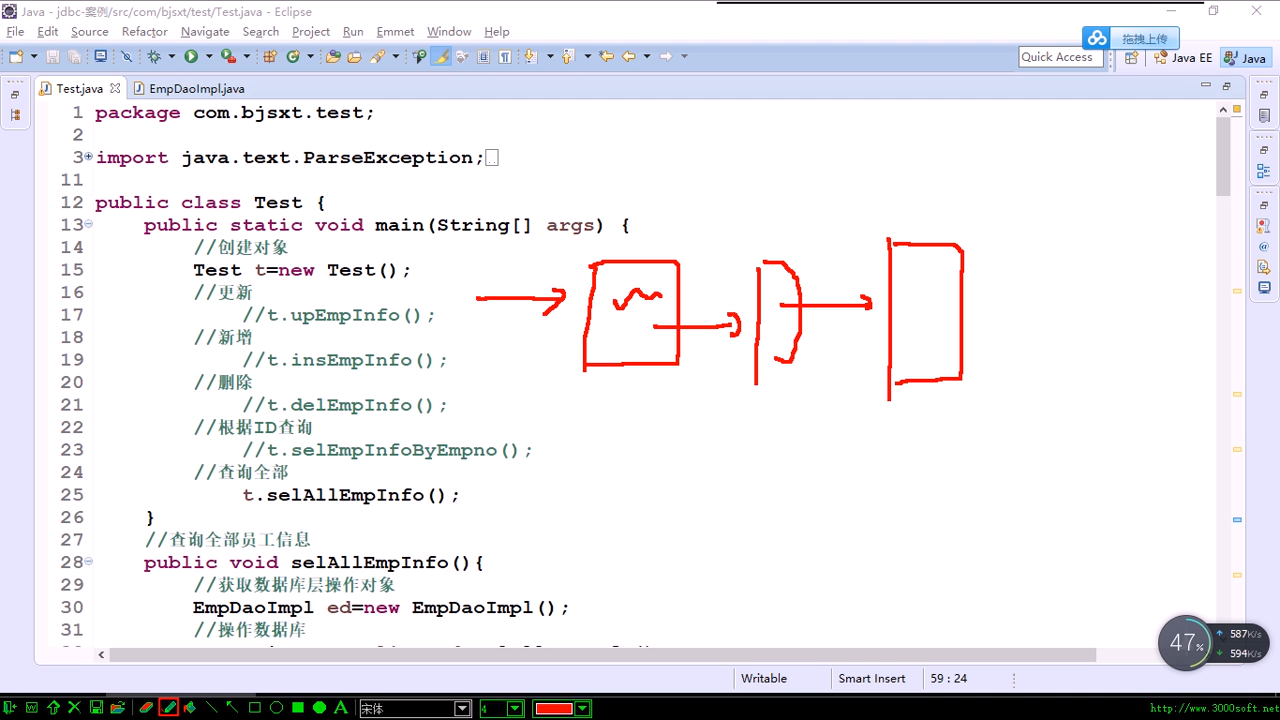 Java - jdbc-案例/src/com/bjsxt/test/Test.java - Eclipse
File Edit Source Refactor Navigate Search Project Run Emmet Window Help
拖拽上传
Quick Access
Java EE
Java
Test.java
EmpDaoImpl.java
1 package com.bjsxt.test;
2
3 import java.text.ParseException;
11
12 public class Test {
13 public static void main(String[] args) {
14 //创建对象
15 Test t=new Test();
16 //更新
17 //t.upEmpInfo();
18 //新增
19 //t.insEmpInfo();
20 //删除
21 //t.delEmpInfo();
22 //根据ID查询
23 //t.selEmpInfoByEmpno();
24 //查询全部
25 t.selAllEmpInfo();
26 }
27 //查询全部员工信息
28 public void selAllEmpInfo(){
29 //获取数据库层操作对象
30 EmpDaoImpl ed=new EmpDaoImpl();
31 //操作数据库
47%
587K/s
594K/s
Writable
Smart Insert
59 : 24
宋体
4
http://www.3000soft.net